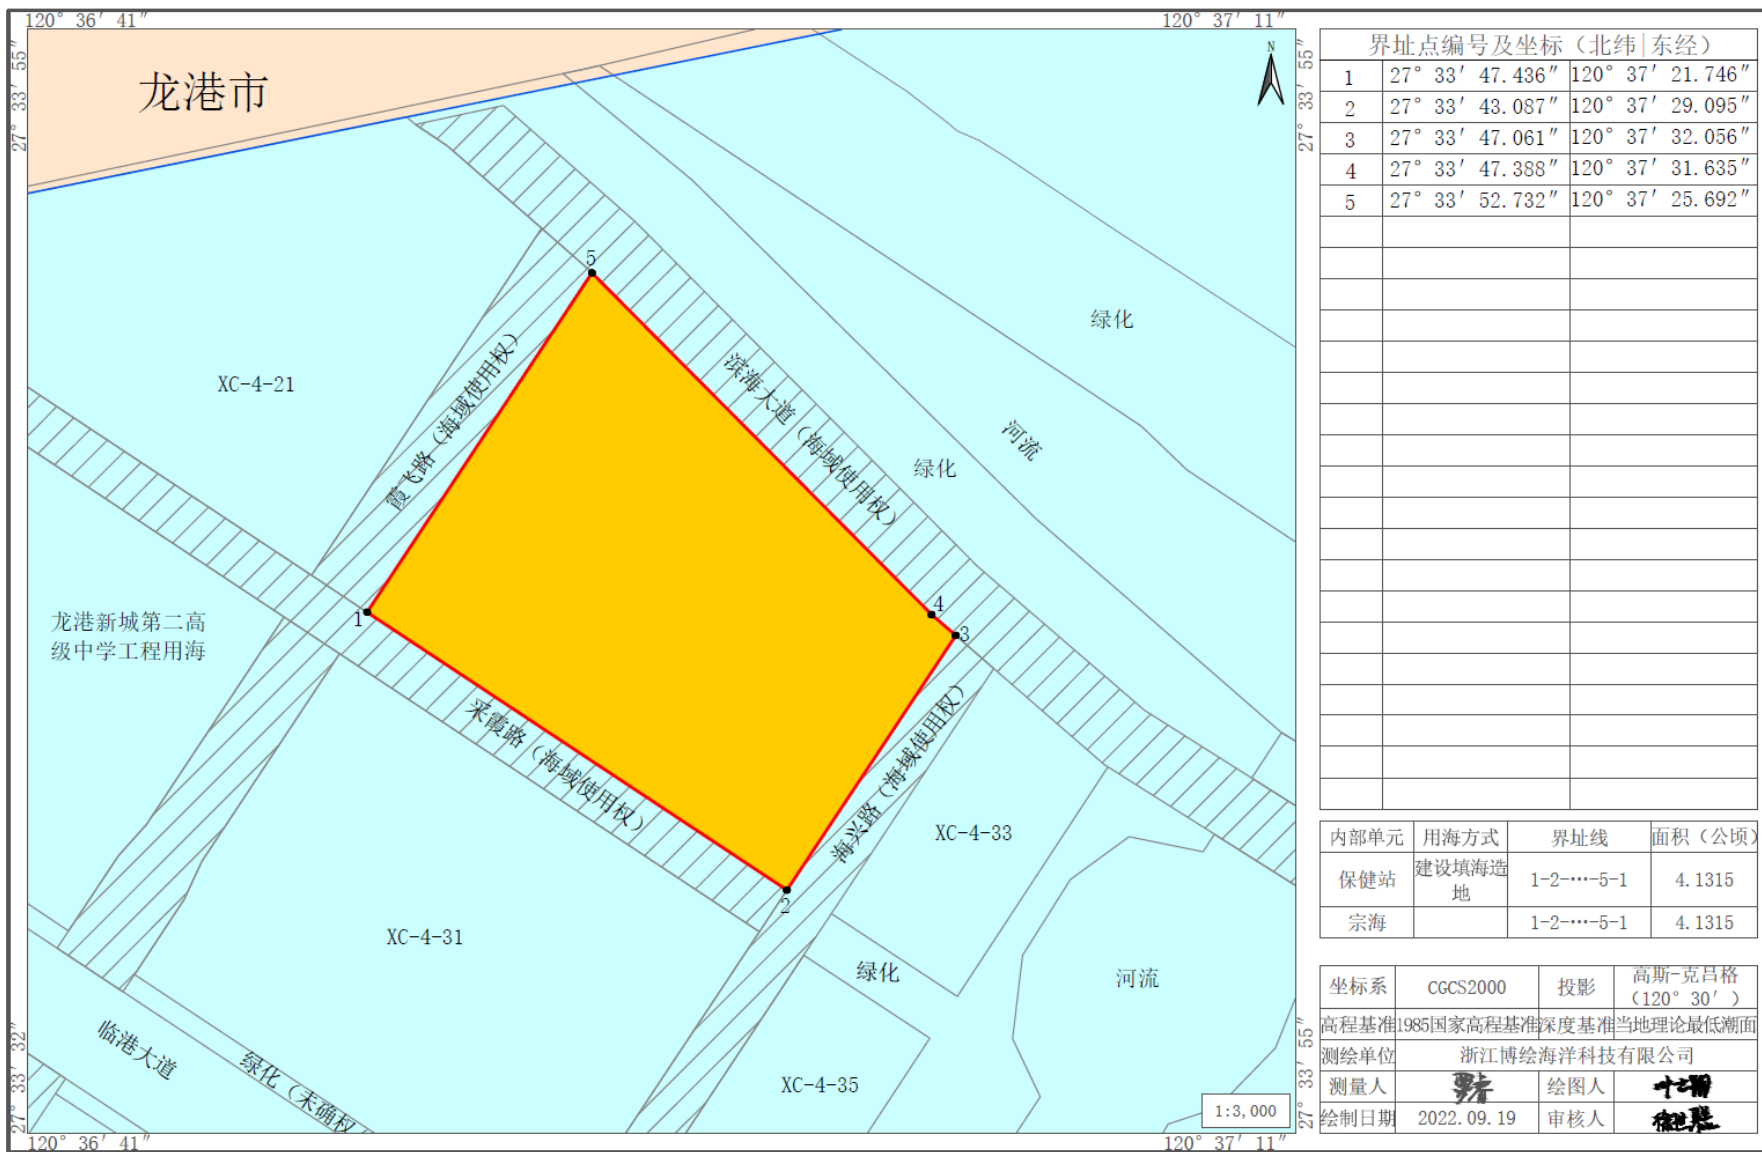 120° 36′ 41″
120° 37′ 11″
27° 33′ 55″
27° 33′ 55″
N
龙港市
5
绿化
滨海大道（海域使用权）
霞飞路（海域使用权）
XC-4-21
河流
绿化
4
3
1
龙港新城第二高
级中学工程用海
采霞路（海域使用权）
海兴路（海域使用权）
XC-4-33
2
XC-4-31
绿化
河流
临港大道
绿化（未确权
XC-4-35
1:3,000
27° 33′ 32″
27° 33′ 55″
120° 36′ 41″
120° 37′ 11″
界址点编号及坐标（北纬|东经）
1 27° 33′ 47.436″ 120° 37′ 21.746″
2 27° 33′ 43.087″ 120° 37′ 29.095″
3 27° 33′ 47.061″ 120° 37′ 32.056″
4 27° 33′ 47.388″ 120° 37′ 31.635″
5 27° 33′ 52.732″ 120° 37′ 25.692″
内部单元 用海方式 界址线 面积（公顷）
保健站 建设填海造地 1-2-…-5-1 4.1315
宗海 1-2-…-5-1 4.1315
坐标系 CGCS2000 投影 高斯-克吕格（120° 30′）
高程基准 1985国家高程基准 深度基准 当地理论最低潮面
测绘单位 浙江博绘海洋科技有限公司
测量人 绘图人
绘制日期 2022.09.19 审核人